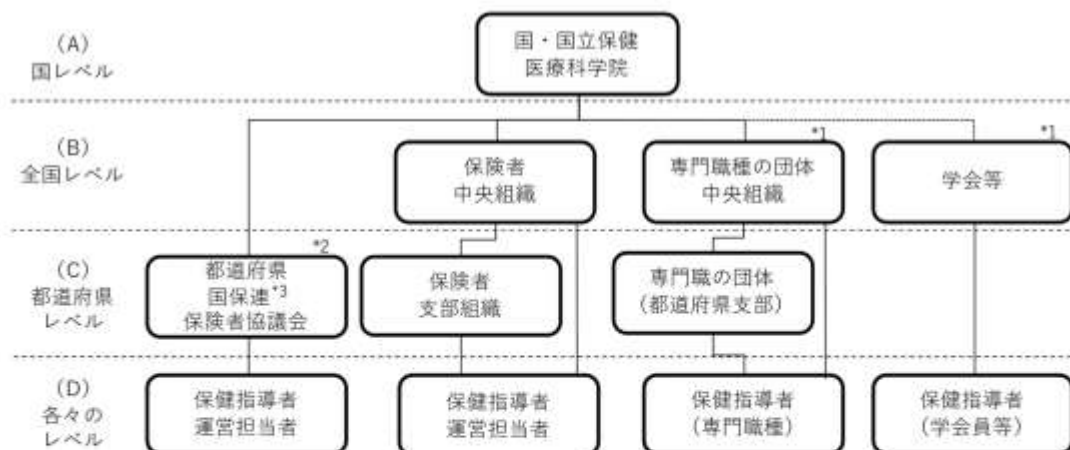 (A)
国レベル
国・国立保健
医療科学院
(B)
全国レベル
保険者
中央組織
*1
専門職種の団体
中央組織
*1
学会等
(C)
都道府県
レベル
*2
都道府県
国保連*3
保険者協議会
保険者
支部組織
専門職の団体
(都道府県支部)
(D)
各々の
レベル
保健指導者
運営担当者
保健指導者
運営担当者
保健指導者
(専門職種)
保健指導者
(学会員等)